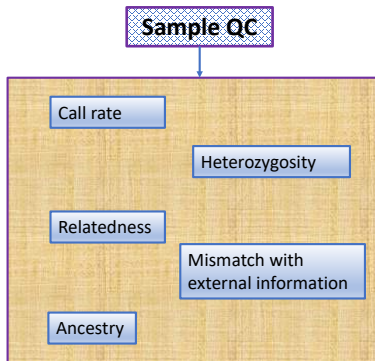 Sample QC
Call rate
Heterozygosity
Relatedness
Mismatch with
external information
Ancestry